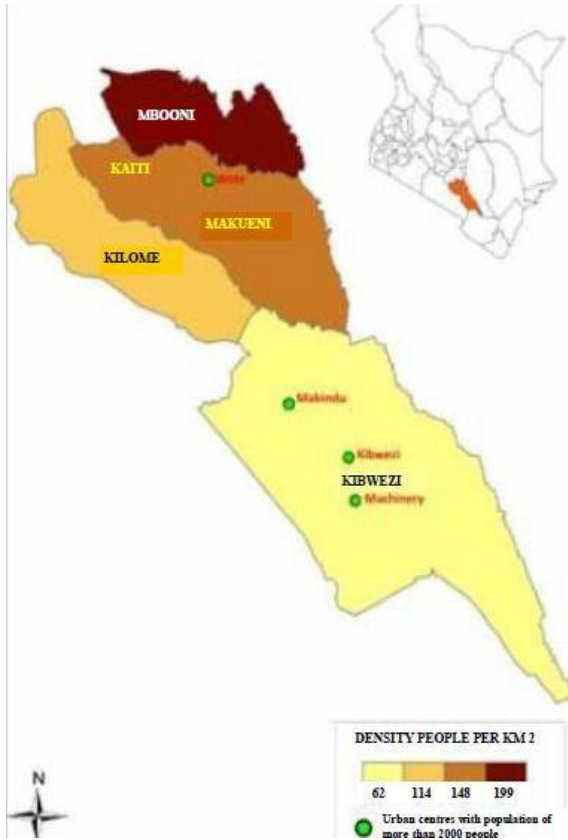 MBOONI
KAITI
Wote
MAKUENI
KILOME
Makindu
Kibwezi
KIBWEZI
Machinery
DENSITY PEOPLE PER KM 2
62 114 148 199
N
Urban centres with population of
more than 2000 people